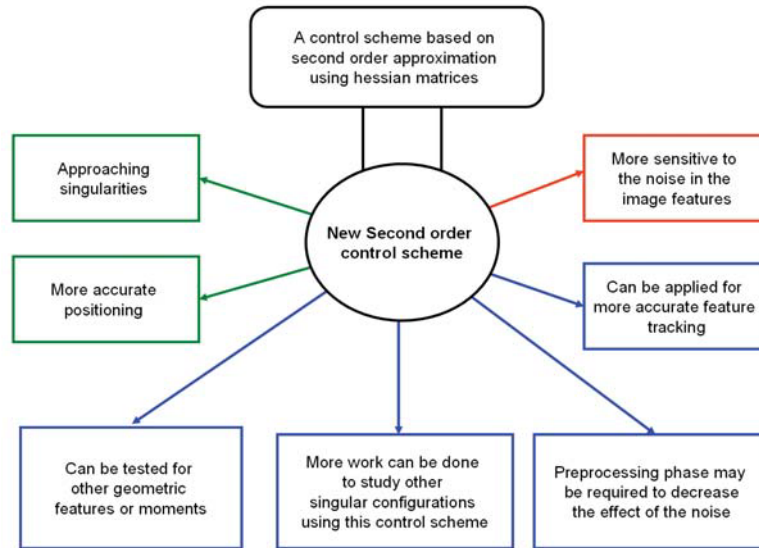 A control scheme based on
second order approximation
using hessian matrices
Approaching
singularities
More sensitive to
the noise in the
image features
New Second order
control scheme
More accurate
positioning
Can be applied for
more accurate feature
tracking
Can be tested for
other geometric
features or moments
More work can be done
to study other
singular configurations
using this control scheme
Preprocessing phase may
be required to decrease
the effect of the noise